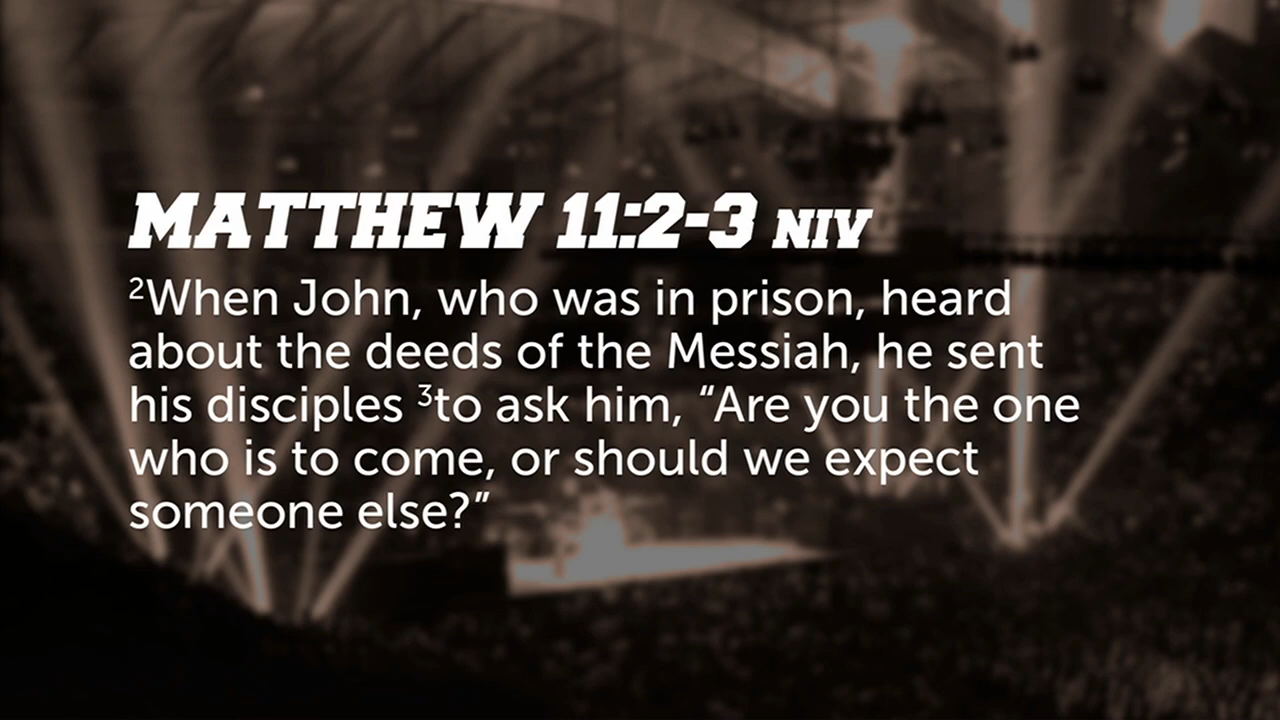 MATTHEW 11:2-3 NIV
²When John, who was in prison, heard
about the deeds of the Messiah, he sent
his disciples ³to ask him, “Are you the one
who is to come, or should we expect
someone else?”